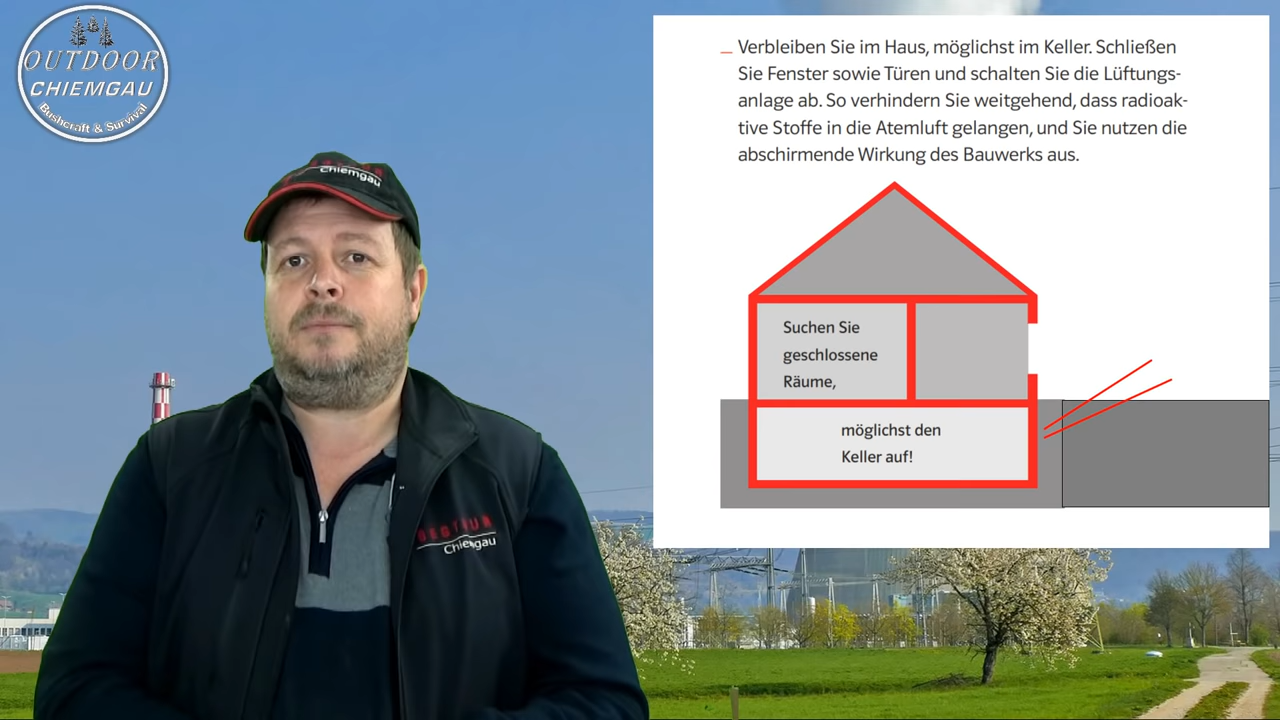 OUTDOOR
CHIEMGAU
Bushcraft & Survival
Verbleiben Sie im Haus, möglichst im Keller. Schließen
Sie Fenster sowie Türen und schalten Sie die Lüftungs-
anlage ab. So verhindern Sie weitgehend, dass radioak-
tive Stoffe in die Atemluft gelangen, und Sie nutzen die
abschirmende Wirkung des Bauwerks aus.
Suchen Sie
geschlossene
Räume,
möglichst den
Keller auf!
Chiemgau
Chiemgau